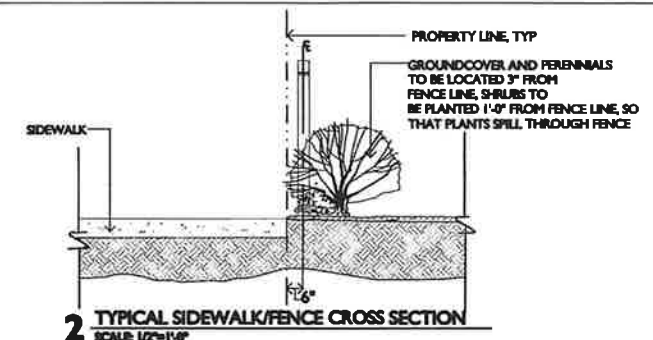 PROPERTY LINE, TYP
GROUNDCOVER AND PERENNIALS
TO BE LOCATED 3" FROM
FENCE LINE, SHRUBS TO
BE PLANTED 1'-0" FROM FENCE LINE, SO
THAT PLANTS SPILL THROUGH FENCE
SIDEWALK
6"
2 TYPICAL SIDEWALK/FENCE CROSS SECTION
SCALE: 1/2"=1'-0"